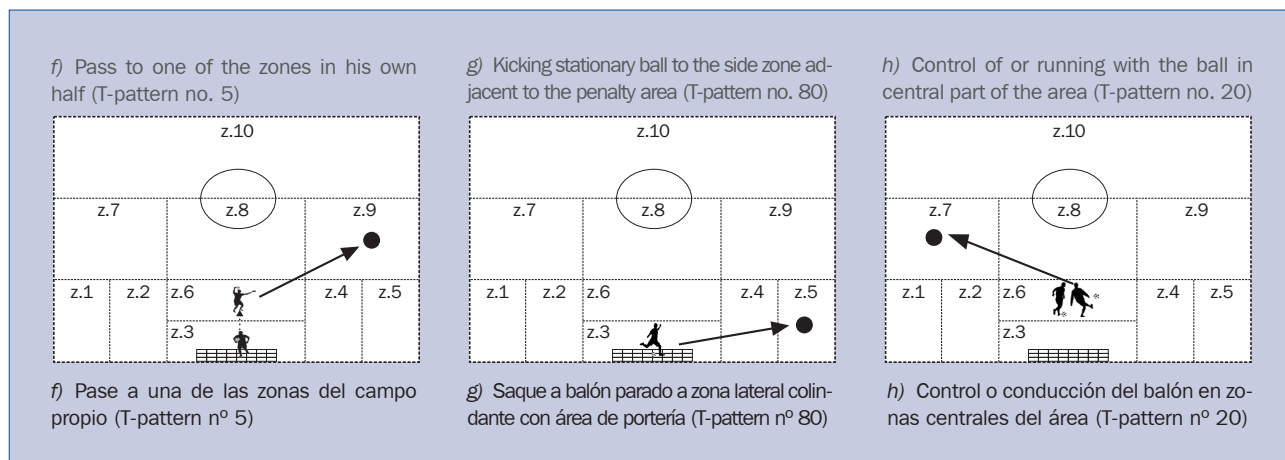 f) Pass to one of the zones in his own
half (T-pattern no. 5)
z.10
z.7
z.8
z.9
z.1
z.2
z.6
z.4
z.5
z.3
f) Pase a una de las zonas del campo
propio (T-pattern nº 5)
g) Kicking stationary ball to the side zone ad-
jacent to the penalty area (T-pattern no. 80)
z.10
z.7
z.8
z.9
z.1
z.2
z.6
z.4
z.5
z.3
g) Saque a balón parado a zona lateral colin-
dante con área de portería (T-pattern nº 80)
h) Control of or running with the ball in
central part of the area (T-pattern no. 20)
z.10
z.7
z.8
z.9
z.1
z.2
z.6
z.4
z.5
z.3
h) Control o conducción del balón en zo-
nas centrales del área (T-pattern nº 20)